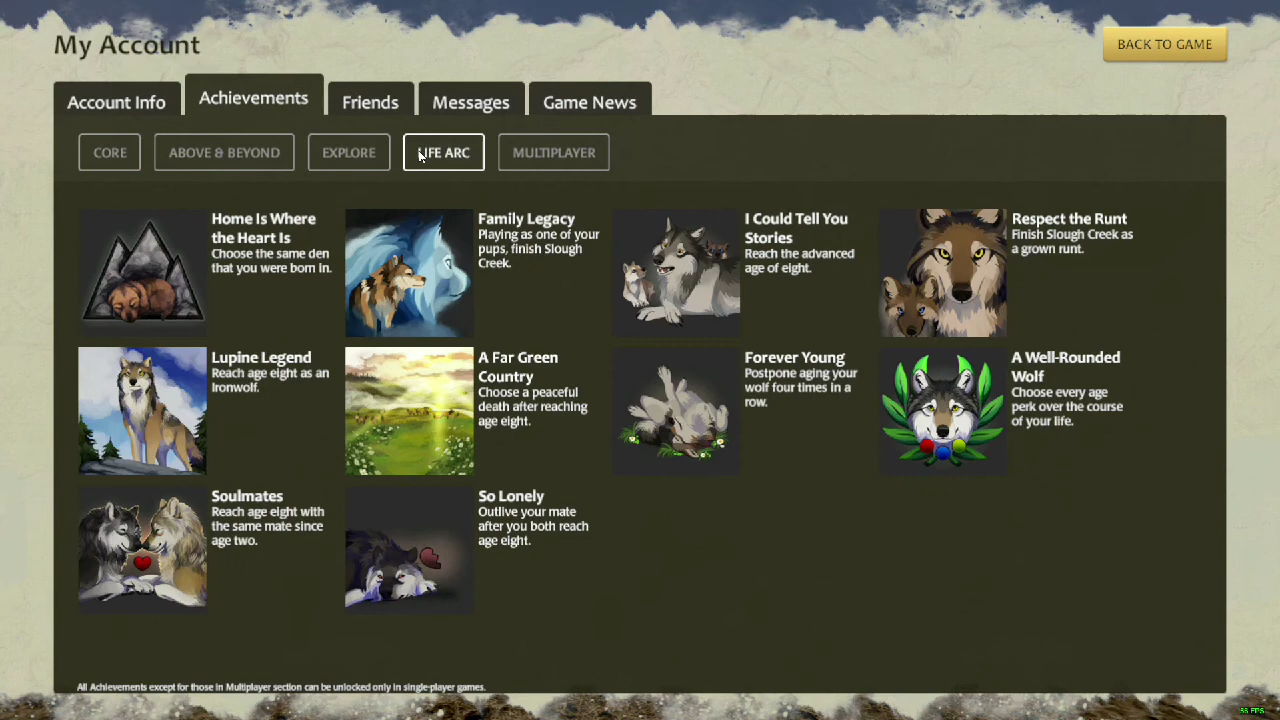 My Account
BACK TO GAME
Account Info
Achievements
Friends
Messages
Game News
CORE
ABOVE & BEYOND
EXPLORE
LIFE ARC
MULTIPLAYER
Home Is Where
the Heart Is
Choose the same den
that you were born in.
Family Legacy
Playing as one of your
pups, finish Slough
Creek.
I Could Tell You
Stories
Reach the advanced
age of eight.
Respect the Runt
Finish Slough Creek as
a grown runt.
Lupine Legend
Reach age eight as an
Ironwolf.
A Far Green
Country
Choose a peaceful
death after reaching
age eight.
Forever Young
Postpone aging your
wolf four times in a
row.
A Well-Rounded
Wolf
Choose every age
perk over the course
of your life.
Soulmates
Reach age eight with
the same mate since
age two.
So Lonely
Outlive your mate
after you both reach
age eight.
All Achievements except for those in Multiplayer section can be unlocked only in single-player games.